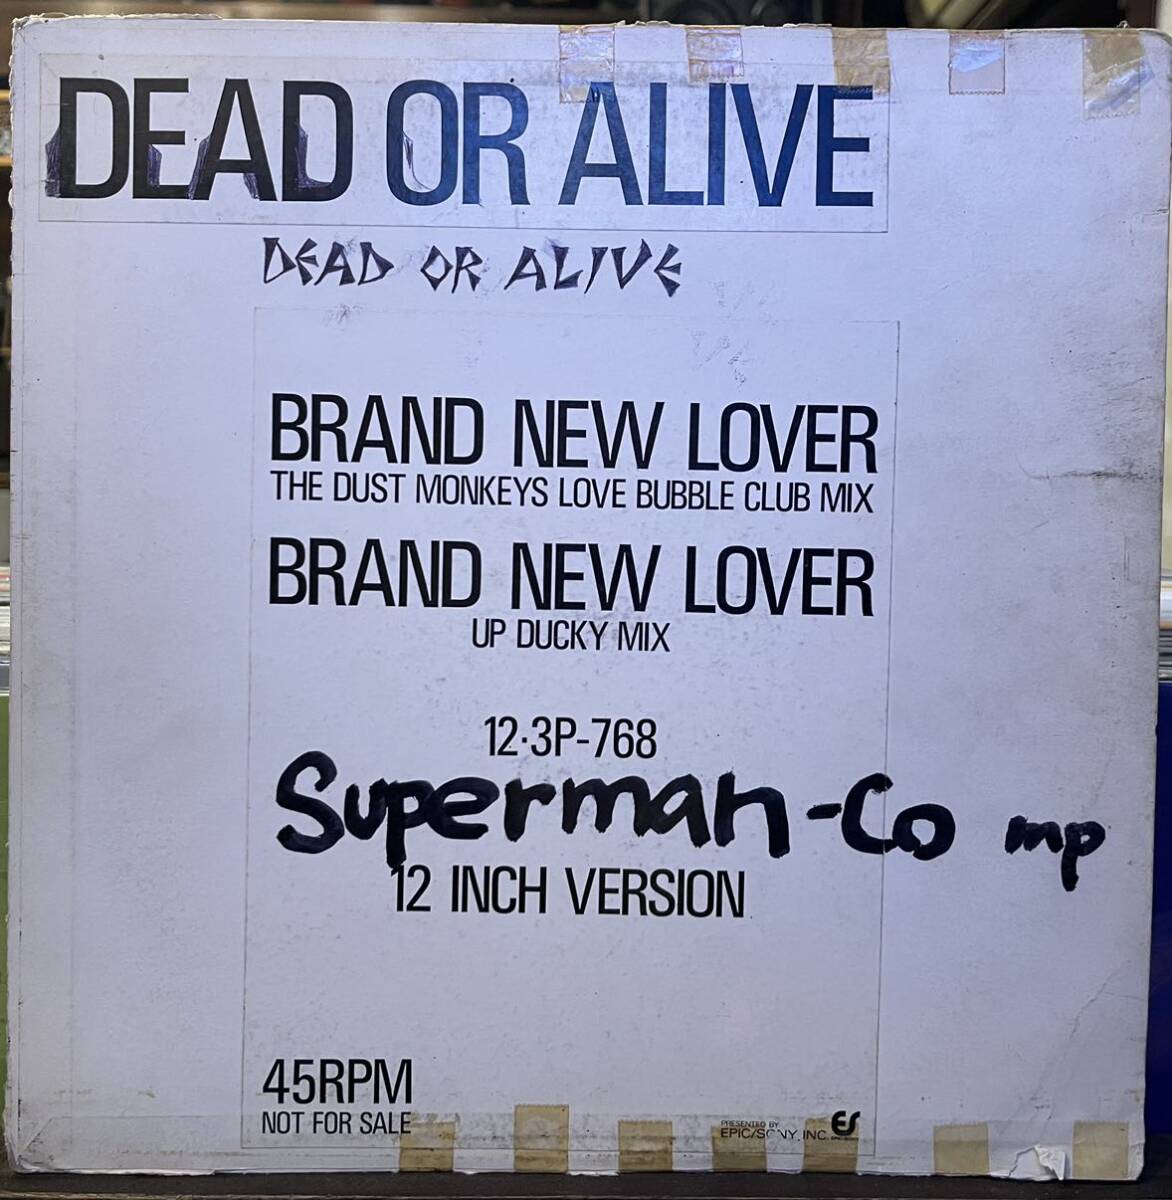 DEAD OR ALIVE
DEAD OR ALIVE
BRAND NEW LOVER
THE DUST MONKEYS LOVE BUBBLE CLUB MIX
BRAND NEW LOVER
UP DUCKY MIX
12·3P-768
Superman-Co mp
12 INCH VERSION
45RPM
NOT FOR SALE
PRESENTED BY
EPIC/SONY, INC.
ES